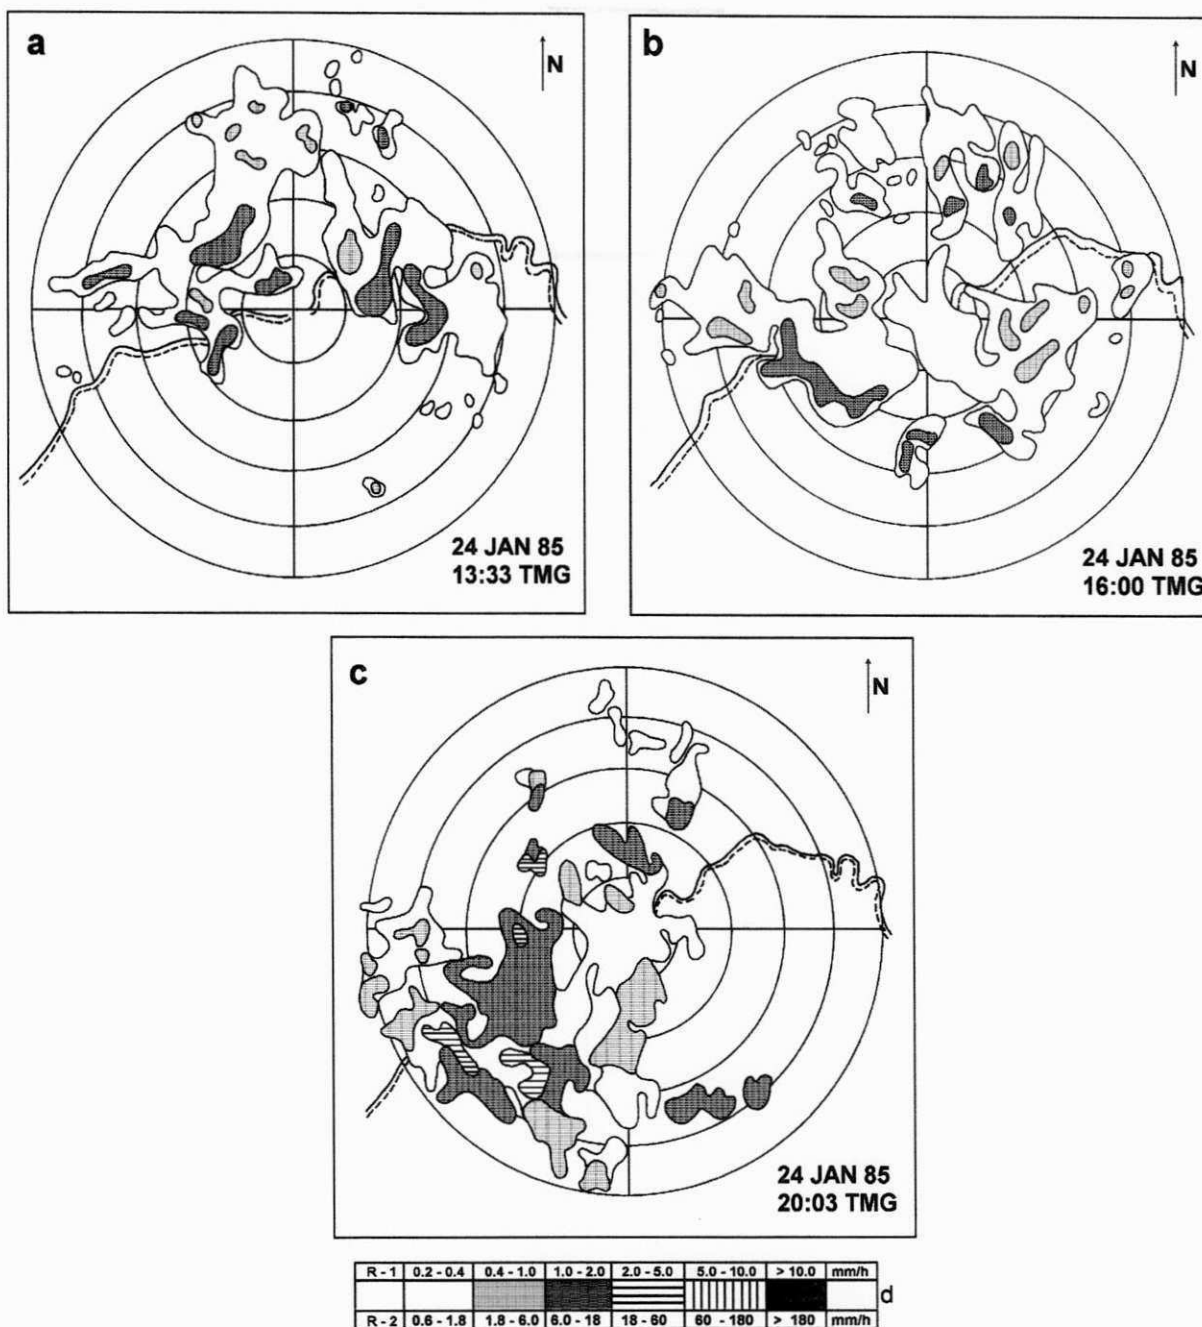 a
N
24 JAN 85
13:33 TMG
b
N
24 JAN 85
16:00 TMG
c
N
24 JAN 85
20:03 TMG
R - 1 0.2 - 0.4 0.4 - 1.0 1.0 - 2.0 2.0 - 5.0 5.0 - 10.0 > 10.0 mm/h
d
R - 2 0.6 - 1.8 1.8 - 6.0 6.0 - 18 18 - 60 60 - 180 > 180 mm/h